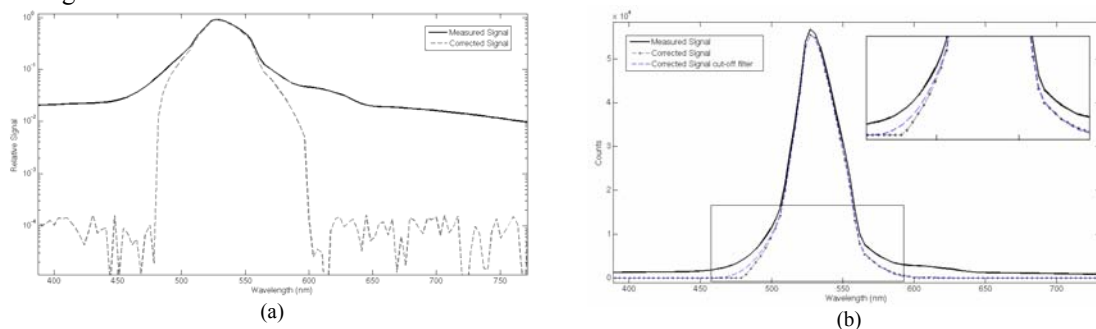 10⁰
10⁻¹
10⁻²
10⁻³
10⁻⁴
Relative Signal
Measured Signal
Corrected Signal
400
450
500
550
600
650
700
750
Wavelength (nm)
(a)
5
4
3
2
1
0
Counts
Measured Signal
Corrected Signal
Corrected Signal cut-off filter
400
450
500
550
600
650
700
Wavelength (nm)
(b)